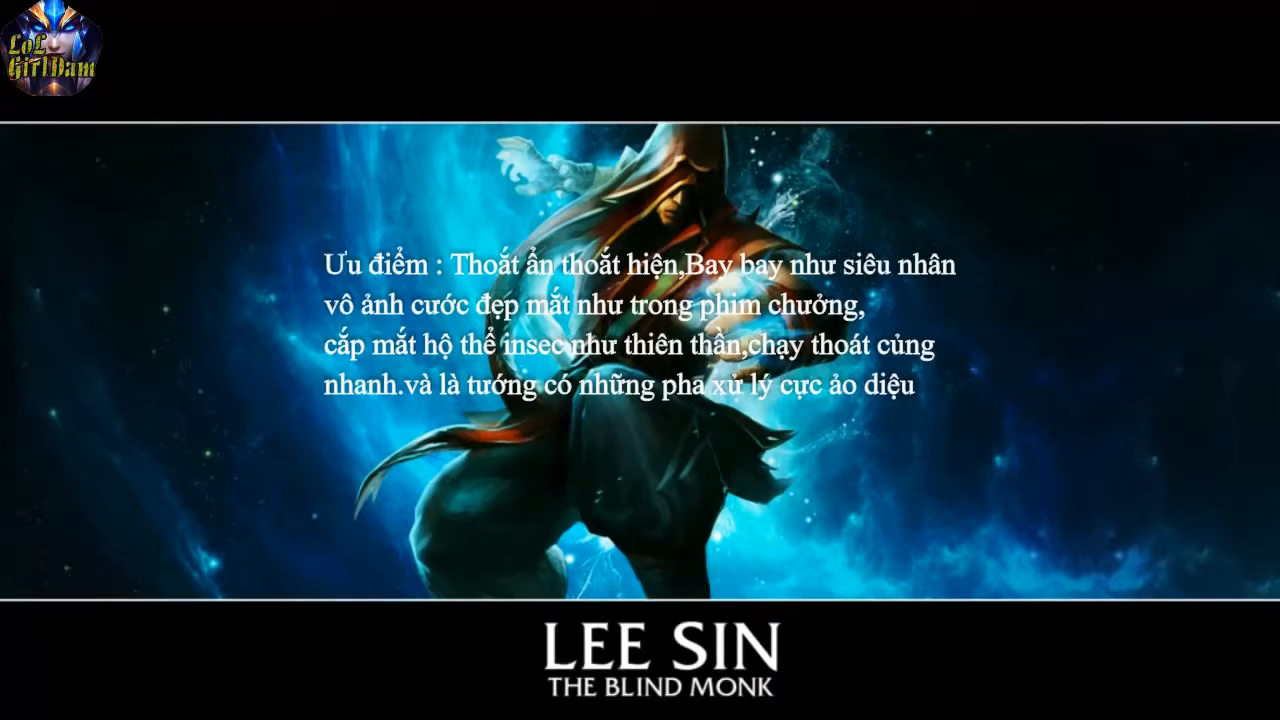 LoL
GirlDam
Ưu điểm : Thoắt ẩn thoắt hiện,Bay bay như siêu nhân
vô ảnh cước đẹp mắt như trong phim chưởng,
cắp mắt hộ thể insec như thiên thần,chạy thoát củng
nhanh.và là tướng có những pha xử lý cực ảo diệu
LEE SIN
THE BLIND MONK